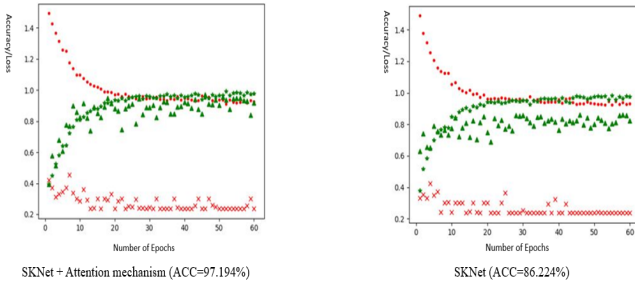 Accuracy/Loss
1.4
1.2
1.0
0.8
0.6
0.4
0.2
0 10 20 30 40 50 60
Number of Epochs
SKNet + Attention mechanism (ACC=97.194%)
Accuracy/Loss
1.4
1.2
1.0
0.8
0.6
0.4
0.2
0 10 20 30 40 50 60
Number of Epochs
SKNet (ACC=86.224%)